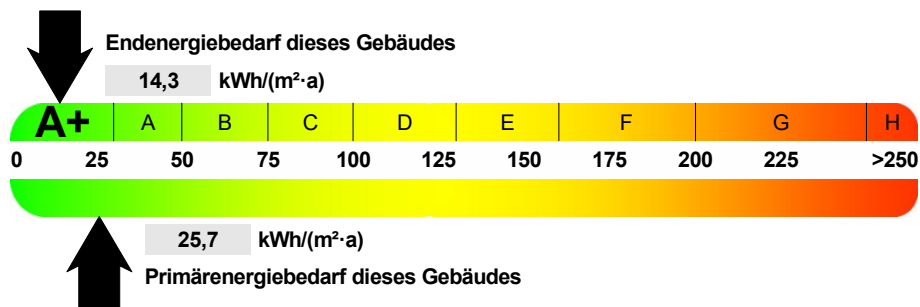 Endenergiebedarf dieses Gebäudes
14,3 kWh/(m²·a)
A+ A B C D E F G H
0 25 50 75 100 125 150 175 200 225 >250
25,7 kWh/(m²·a)
Primärenergiebedarf dieses Gebäudes